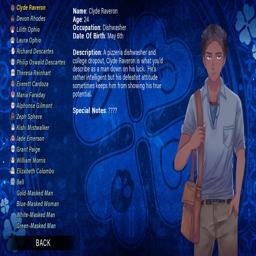 Clyde Raveron
Devon Rhodes
Lilith Ophio
Laura Ophio
Richard Descartes
Philip Oswald Descartes
Theresa Reinhart
Everett Cardoza
Maria Faraday
Alphonse Gilmont
Zeph Sphere
Kishi Mistwalker
Jade Emerson
Grant Paige
William Morris
Elizabeth Colombo
Bell
Gold-Masked Man
Blue-Masked Woman
White-Masked Man
Green-Masked Man
BACK
Name: Clyde Raveron
Age: 24
Occupation: Dishwasher
Date Of Birth: May 6th
Description: A pizzeria dishwasher and
college dropout, Clyde Raveron is what you'd
describe as a man down on his luck. He's
rather intelligent but his defeatist attitude
sometimes keeps him from showing his true
potential.
Special Notes: ????